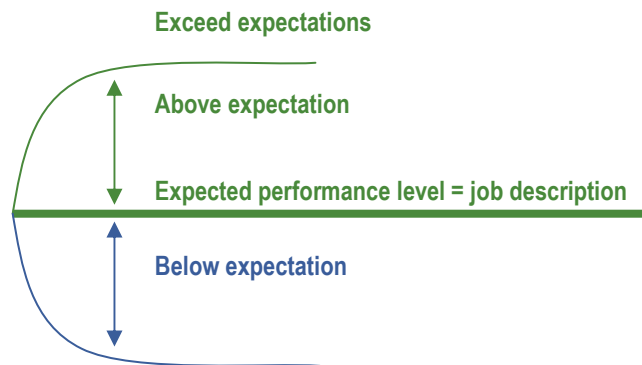 Exceed expectations
Above expectation
Expected performance level = job description
Below expectation